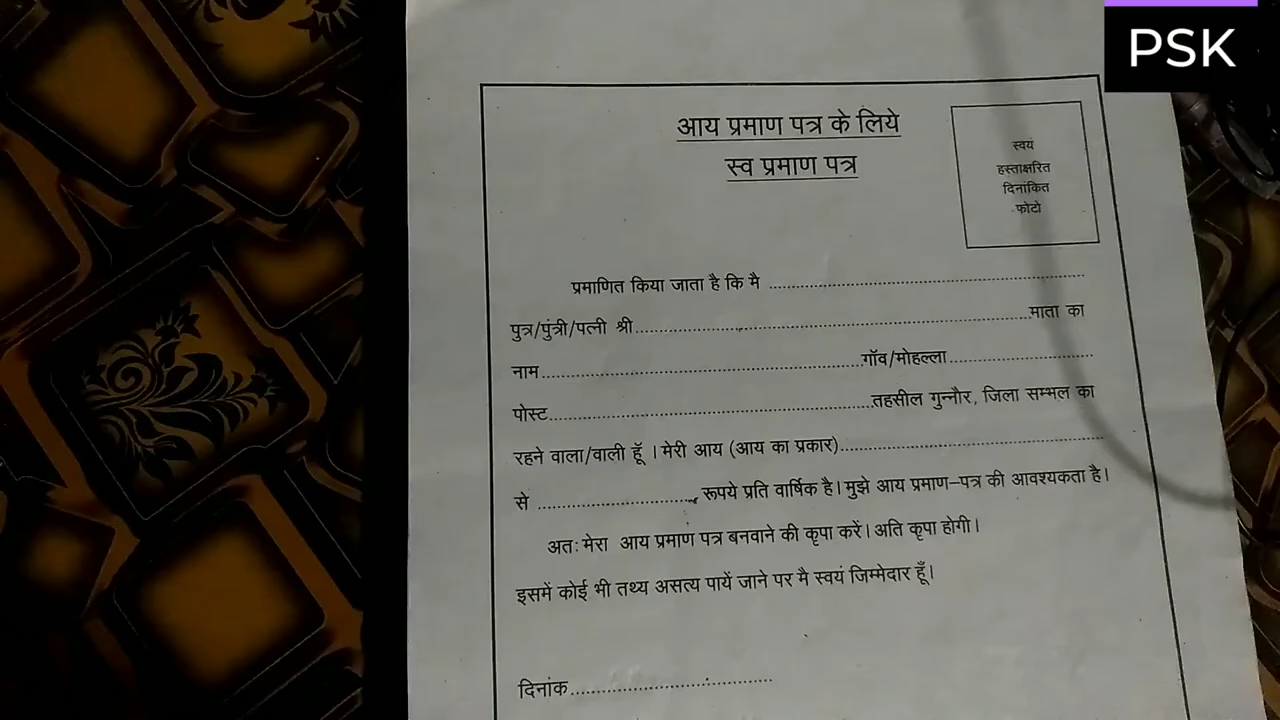 PSK
आय प्रमाण पत्र के लिये
स्व प्रमाण पत्र
स्वयं
हस्ताक्षरित
दिनांकित
फोटो
प्रमाणित किया जाता है कि मै ............................................................
पुत्र/पुंत्री/पत्नी श्री............................................................माता का
नाम............................................................गॉव/मोहल्ला..............................
पोस्ट............................................................तहसील गुन्नौर, जिला सम्भल का
रहने वाला/वाली हूँ । मेरी आय (आय का प्रकार)..................................................
से .............................. रूपये प्रति वार्षिक है। मुझे आय प्रमाण–पत्र की आवश्यकता है।
अतः मेरा आय प्रमाण पत्र बनवाने की कृपा करें। अति कृपा होगी।
इसमें कोई भी तथ्य असत्य पायें जाने पर मै स्वयं जिम्मेदार हूँ।
दिनांक........................................